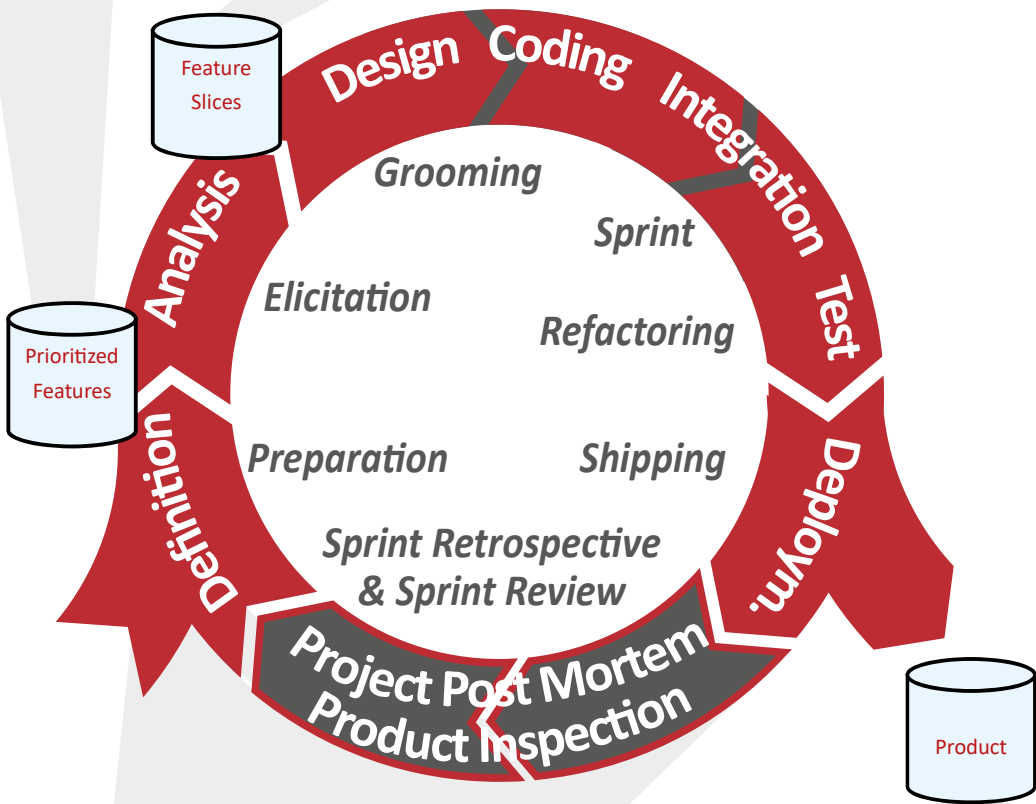 Feature
Slices
Design
Coding
Integration
Test
Analysis
Grooming
Sprint
Elicitation
Refactoring
Prioritized
Features
Definition
Preparation
Shipping
Deploym.
Sprint Retrospective
& Sprint Review
Project Post Mortem
Product Inspection
Product